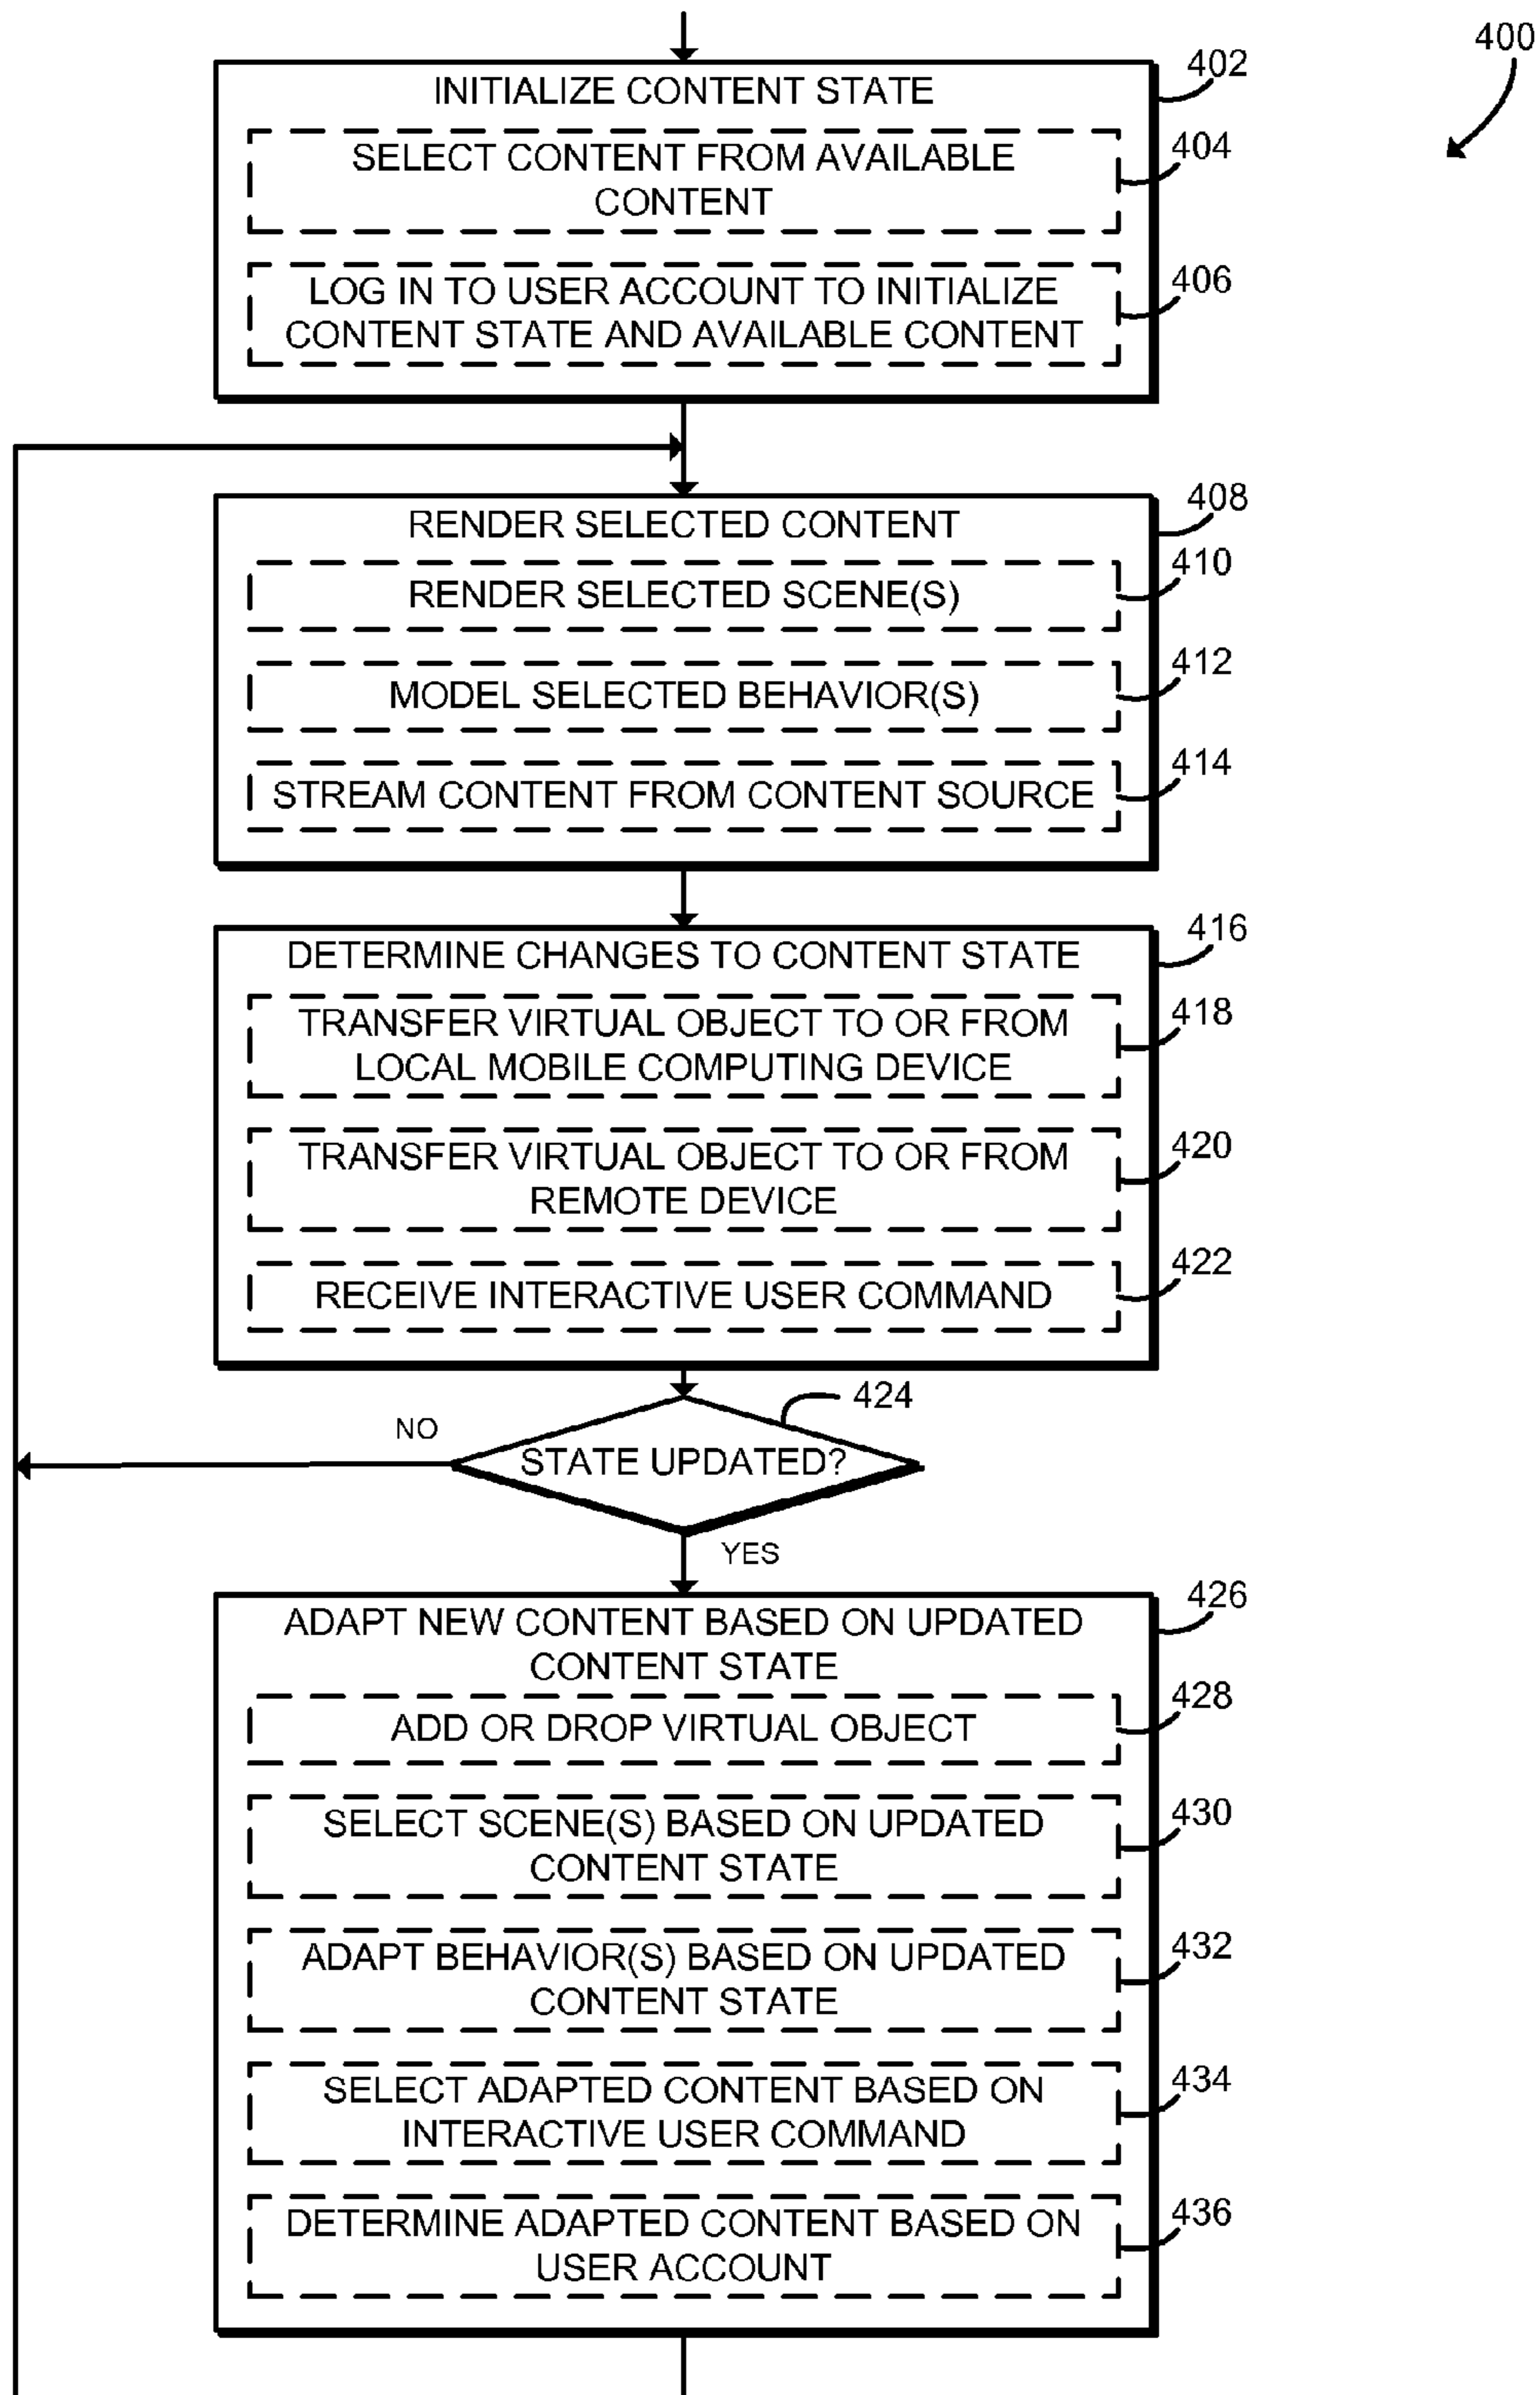 400
INITIALIZE CONTENT STATE
402
SELECT CONTENT FROM AVAILABLE
CONTENT
404
LOG IN TO USER ACCOUNT TO INITIALIZE
CONTENT STATE AND AVAILABLE CONTENT
406
RENDER SELECTED CONTENT
408
RENDER SELECTED SCENE(S)
410
MODEL SELECTED BEHAVIOR(S)
412
STREAM CONTENT FROM CONTENT SOURCE
414
DETERMINE CHANGES TO CONTENT STATE
416
TRANSFER VIRTUAL OBJECT TO OR FROM
LOCAL MOBILE COMPUTING DEVICE
418
TRANSFER VIRTUAL OBJECT TO OR FROM
REMOTE DEVICE
420
RECEIVE INTERACTIVE USER COMMAND
422
424
NO
STATE UPDATED?
YES
ADAPT NEW CONTENT BASED ON UPDATED
CONTENT STATE
426
ADD OR DROP VIRTUAL OBJECT
428
SELECT SCENE(S) BASED ON UPDATED
CONTENT STATE
430
ADAPT BEHAVIOR(S) BASED ON UPDATED
CONTENT STATE
432
SELECT ADAPTED CONTENT BASED ON
INTERACTIVE USER COMMAND
434
DETERMINE ADAPTED CONTENT BASED ON
USER ACCOUNT
436